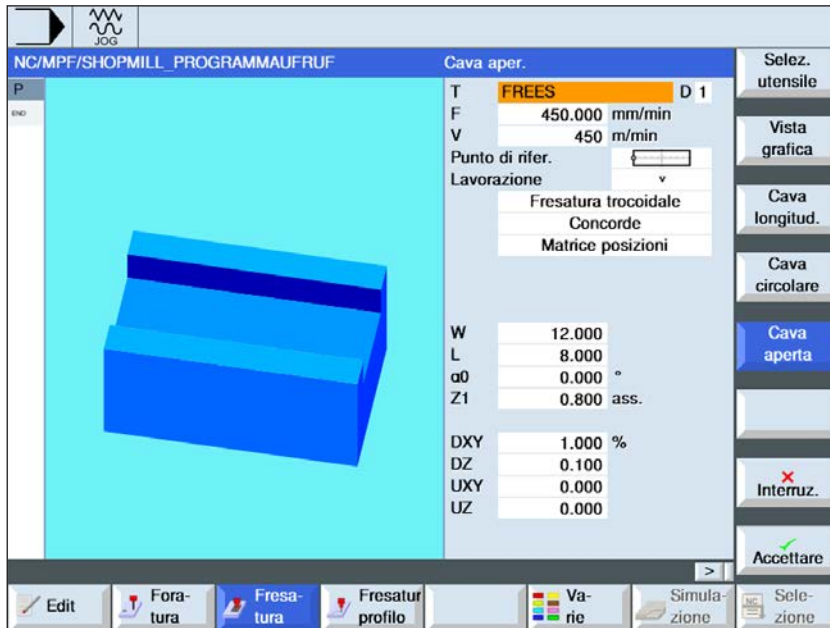 JOG
NC/MPF/SHOPMILL_PROGRAMMAUFRUF
Cava aper.
P
END
T FREES D 1
F 450.000 mm/min
V 450 m/min
Punto di rifer.
Lavorazione v
Fresatura trocoidale
Concorde
Matrice posizioni
W 12.000
L 8.000
α0 0.000 °
Z1 0.800 ass.
DXY 1.000 %
DZ 0.100
UXY 0.000
UZ 0.000
>
Selez.
utensile
Vista
grafica
Cava
longitud.
Cava
circolare
Cava
aperta
Interruz.
Accettare
Edit
Fora-
tura
Fresa-
tura
Fresatur
profilo
Va-
rie
Simula-
zione
NC
Sele-
zione